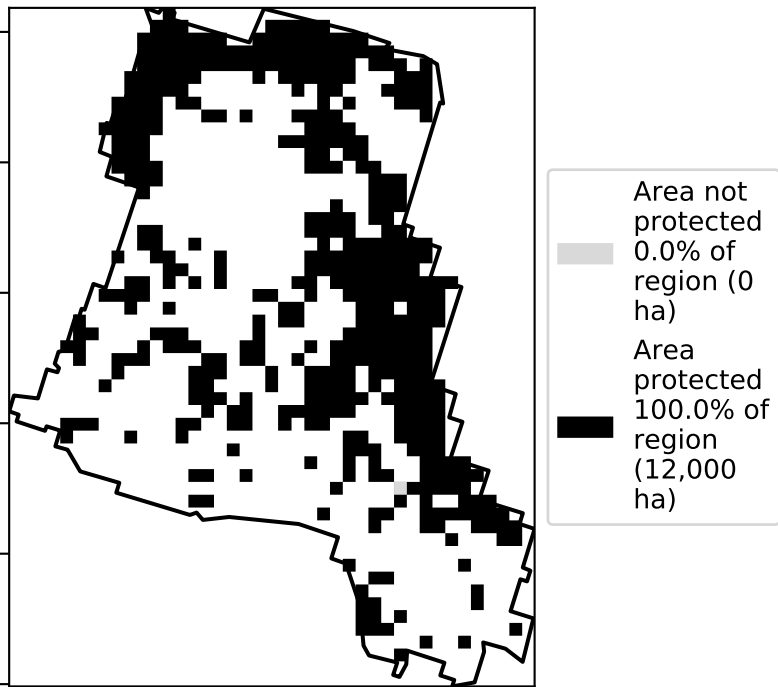 Area not
protected
0.0% of
region (0
ha)
Area
protected
100.0% of
region
(12,000
ha)